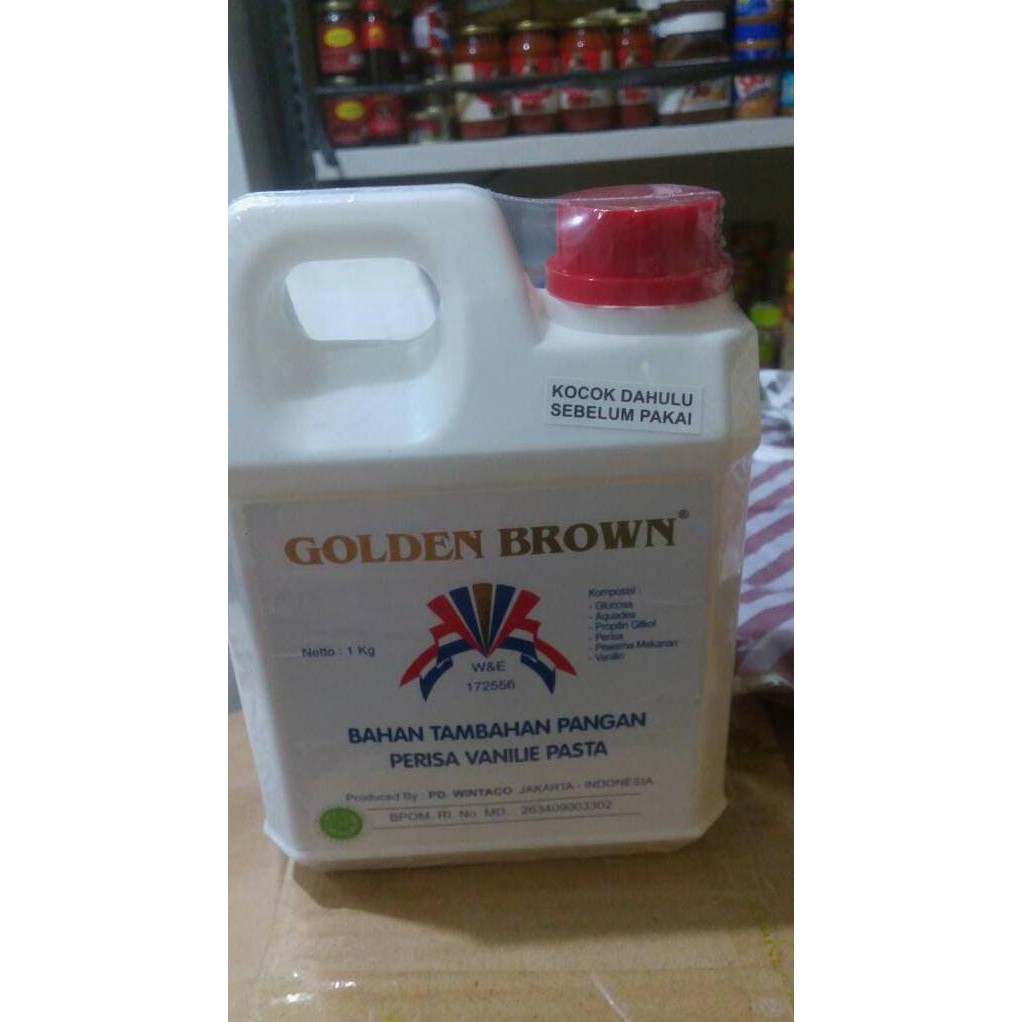 KOCOK DAHULU
SEBELUM PAKAI
GOLDEN BROWN®
Komposisi
- Glucosa
- Aquades
- Propilin Glikol
- Perisa
- Pewarna Makanan
- Vanilin
Netto : 1 Kg
W&E
172556
BAHAN TAMBAHAN PANGAN
PERISA VANILIE PASTA
Produced By : PD. WINTACO JAKARTA - INDONESIA
BPOM. RI. No. MD. 263409003302